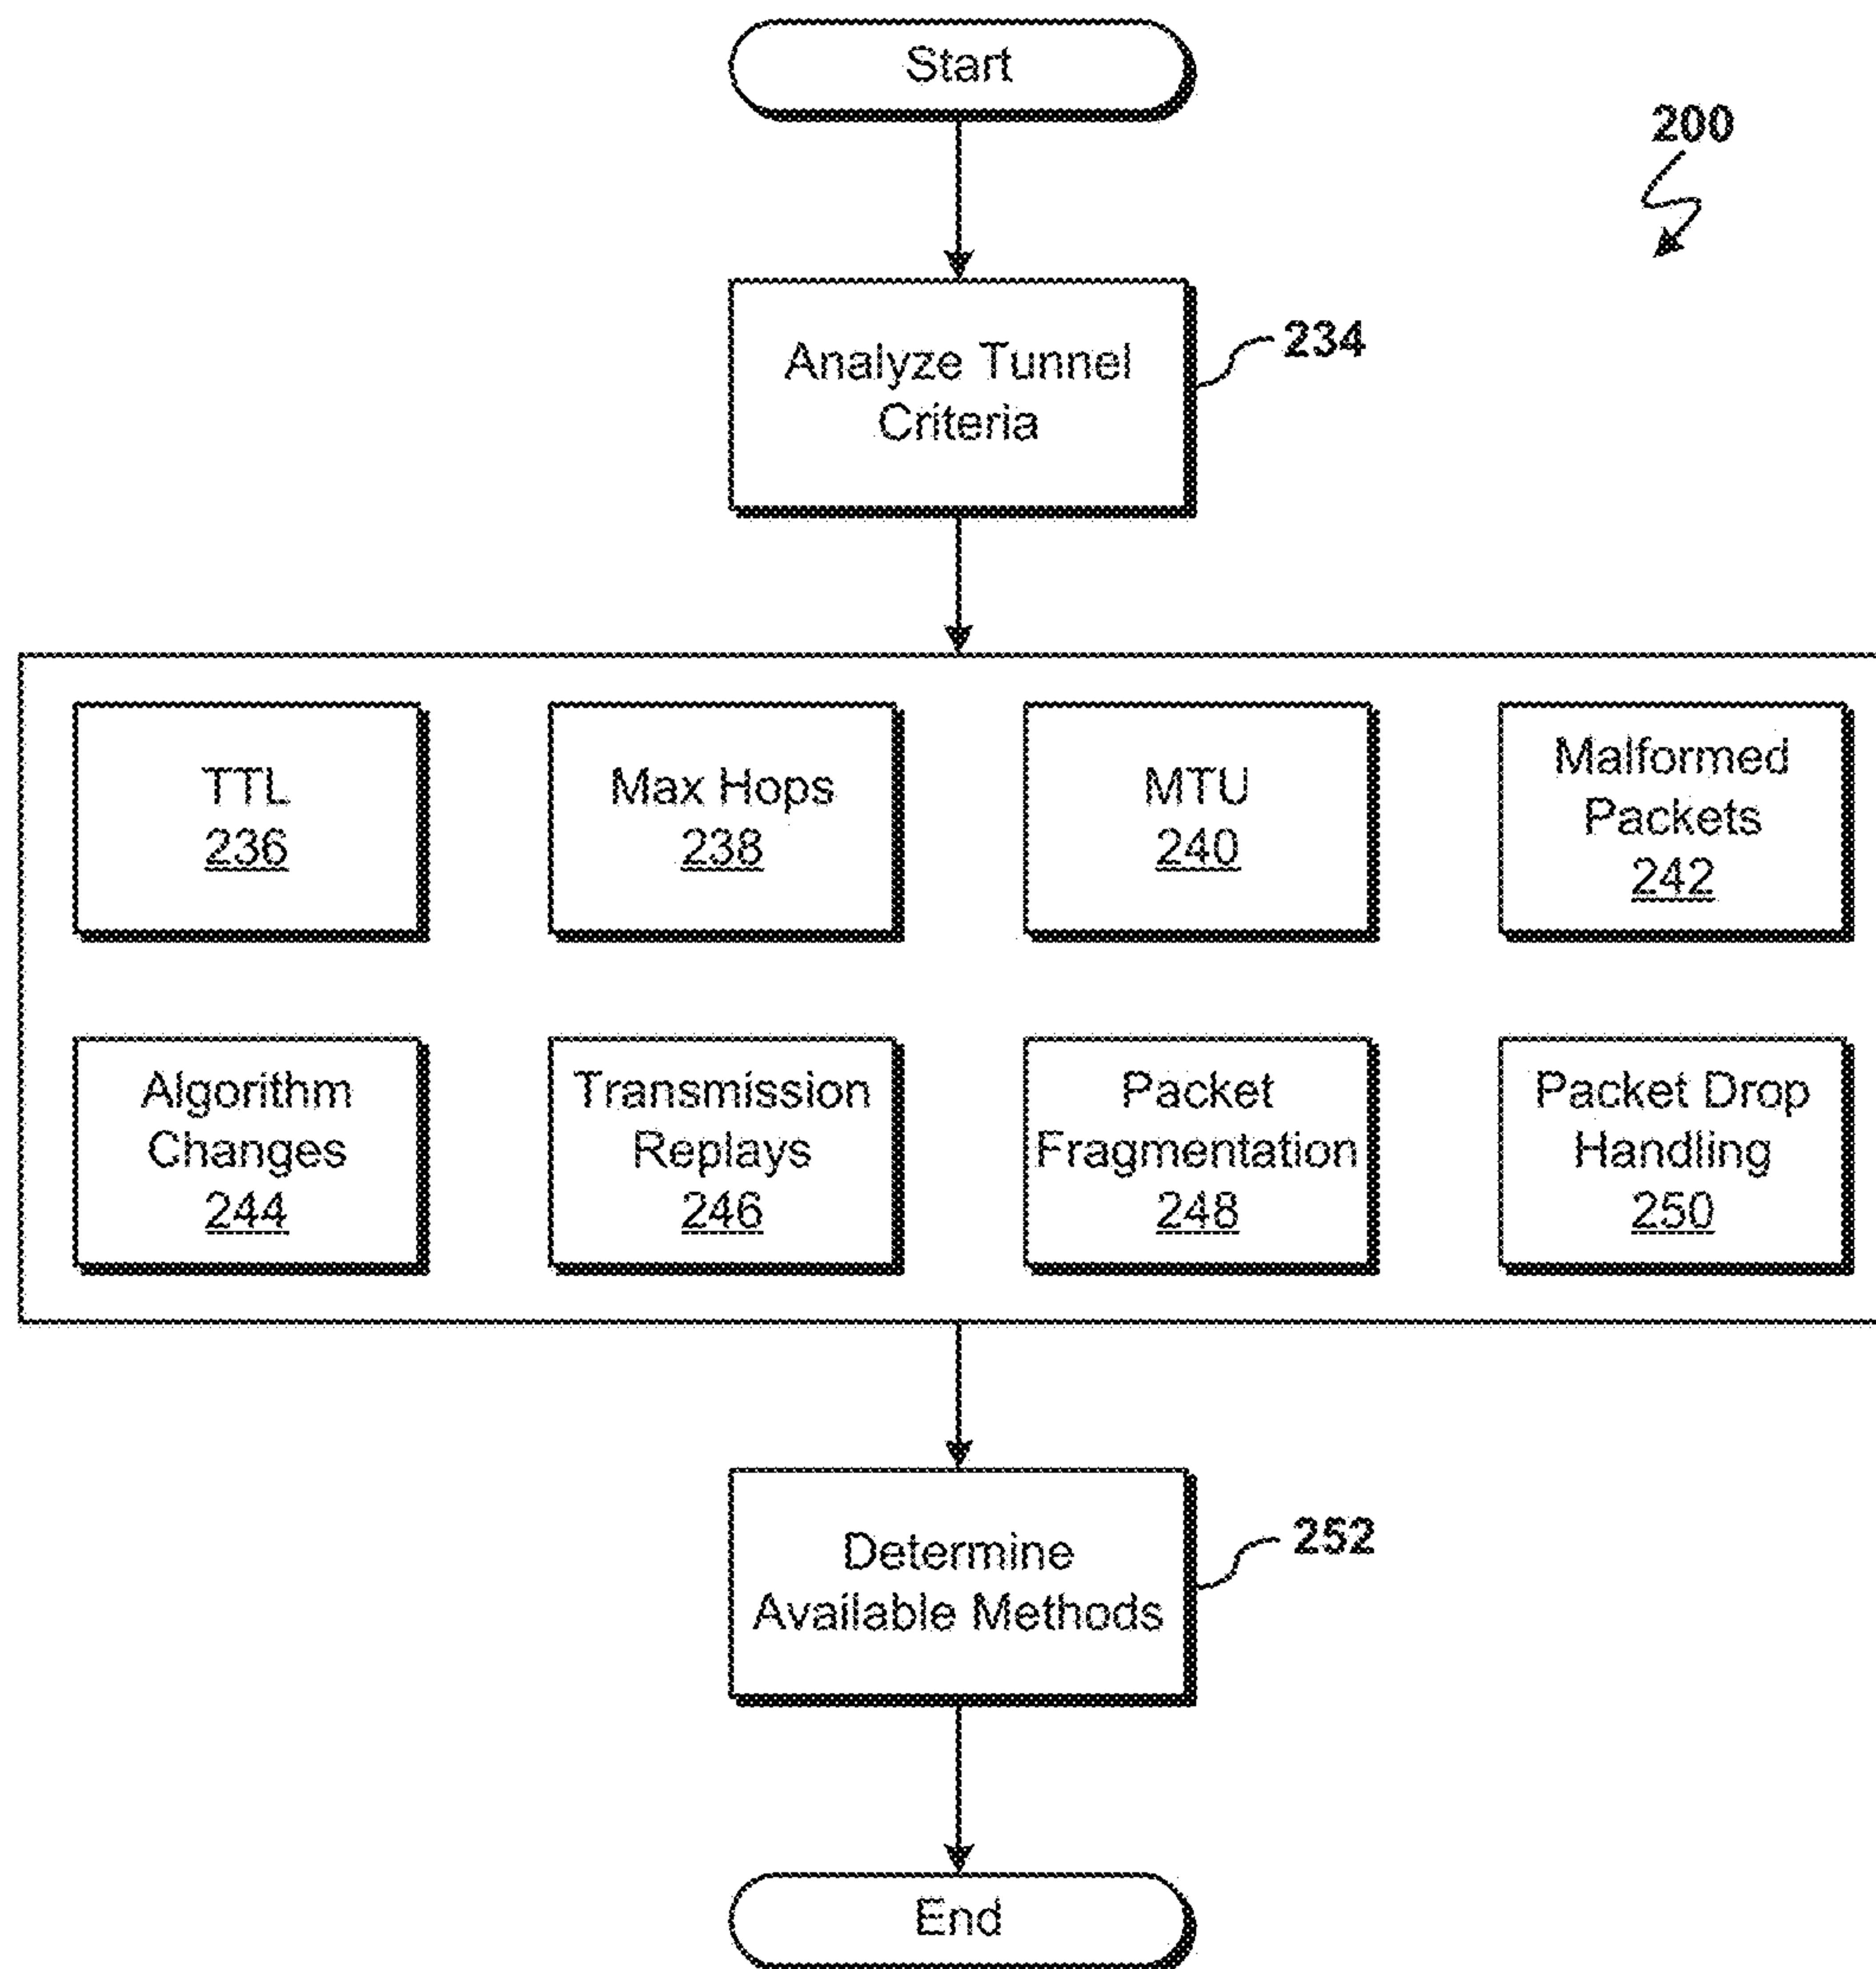 Start
200
Analyze Tunnel
Criteria
234
TTL
236
Max Hops
238
MTU
240
Malformed
Packets
242
Algorithm
Changes
244
Transmission
Replays
246
Packet
Fragmentation
248
Packet Drop
Handling
250
Determine
Available Methods
252
End